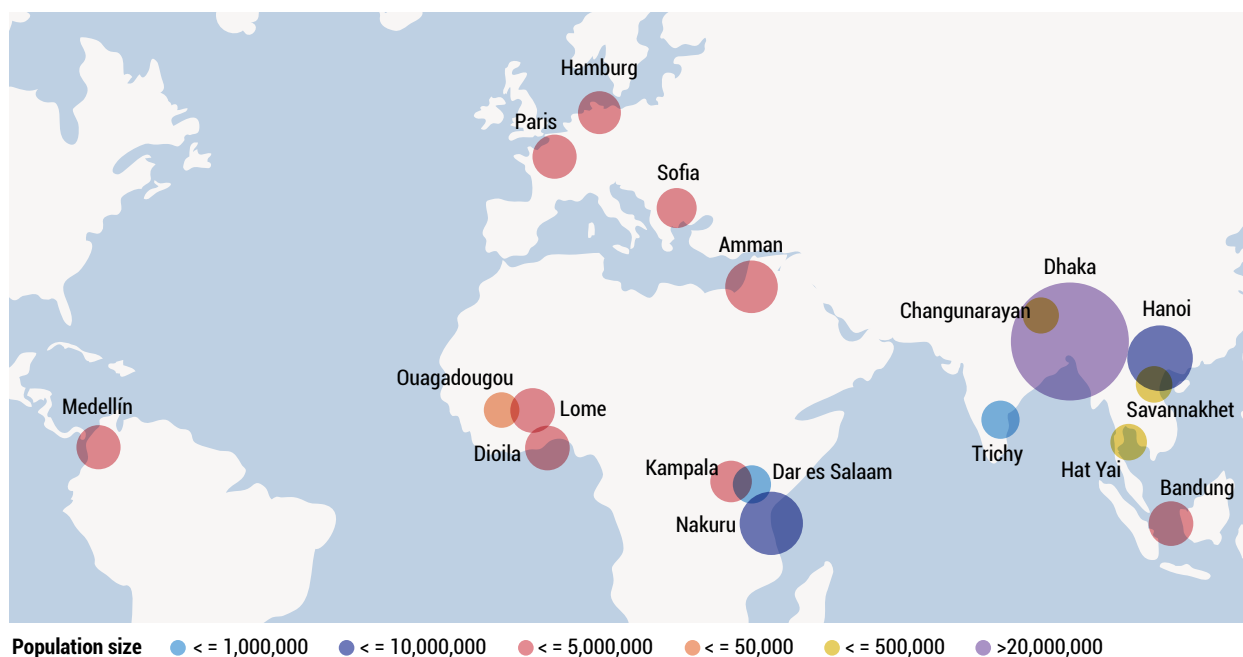 Hamburg
Paris
Sofia
Amman
Dhaka
Changunarayan
Hanoi
Ouagadougou
Medellín
Lome
Savannakhet
Dioila
Trichy
Hat Yai
Kampala
Dar es Salaam
Bandung
Nakuru
Population size < = 1,000,000 < = 10,000,000 < = 5,000,000 < = 50,000 < = 500,000 >20,000,000